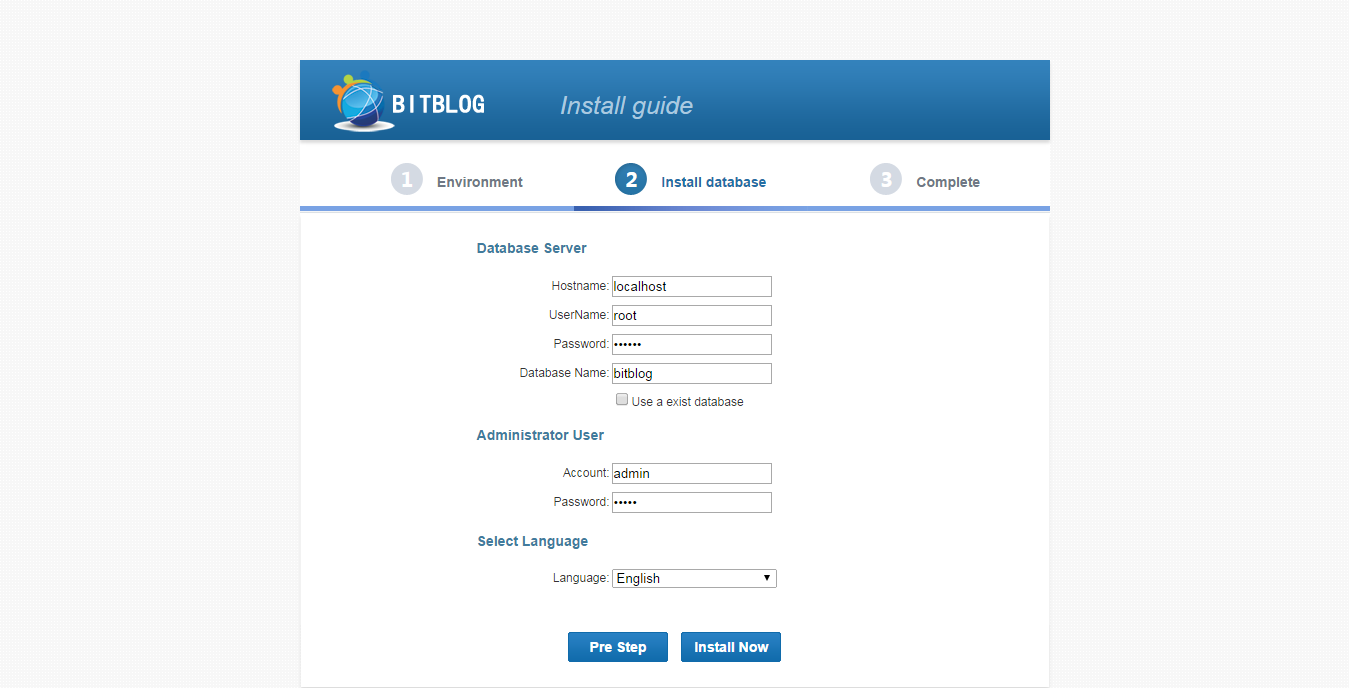 BITBLOG Install guide
1 Environment 2 Install database 3 Complete
Database Server
Hostname: localhost
UserName: root
Password: ••••••
Database Name: bitblog
Use a exist database
Administrator User
Account: admin
Password: •••••
Select Language
Language: English
Pre Step Install Now